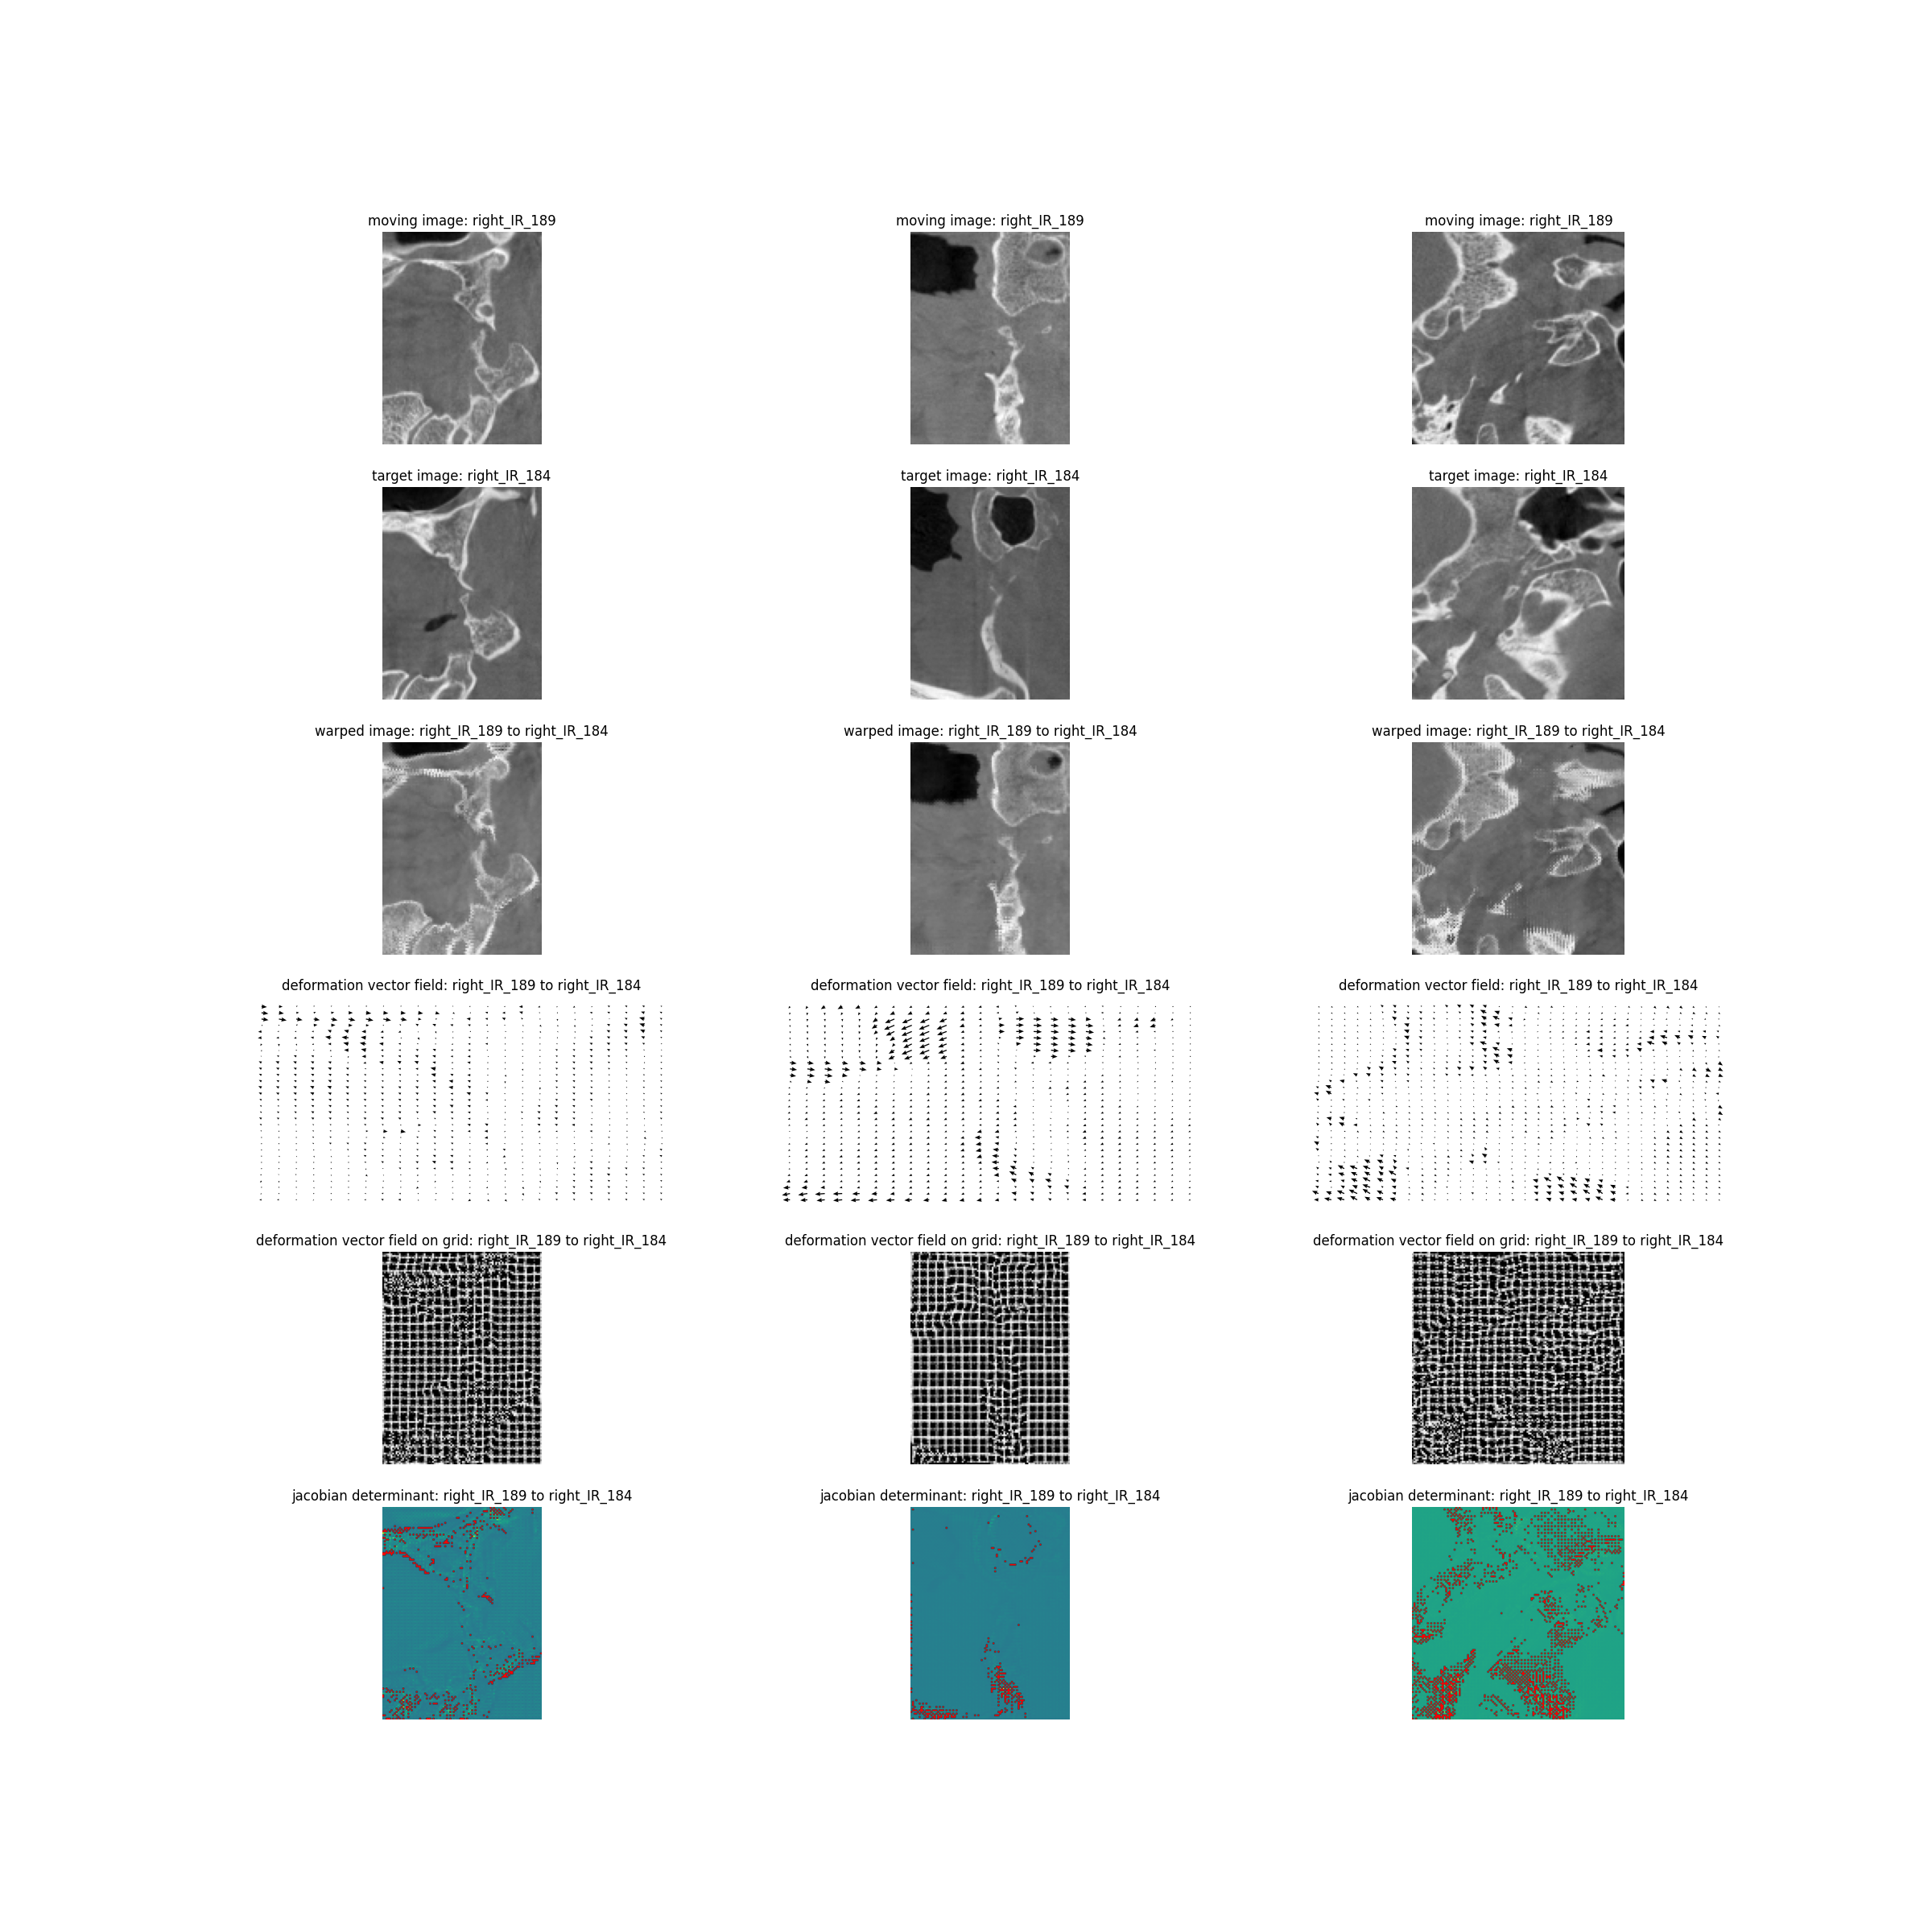 moving image: right_IR_189 moving image: right_IR_189 moving image: right_IR_189
target image: right_IR_184 target image: right_IR_184 target image: right_IR_184
warped image: right_IR_189 to right_IR_184 warped image: right_IR_189 to right_IR_184 warped image: right_IR_189 to right_IR_184
deformation vector field: right_IR_189 to right_IR_184 deformation vector field: right_IR_189 to right_IR_184 deformation vector field: right_IR_189 to right_IR_184
deformation vector field on grid: right_IR_189 to right_IR_184 deformation vector field on grid: right_IR_189 to right_IR_184 deformation vector field on grid: right_IR_189 to right_IR_184
jacobian determinant: right_IR_189 to right_IR_184 jacobian determinant: right_IR_189 to right_IR_184 jacobian determinant: right_IR_189 to right_IR_184